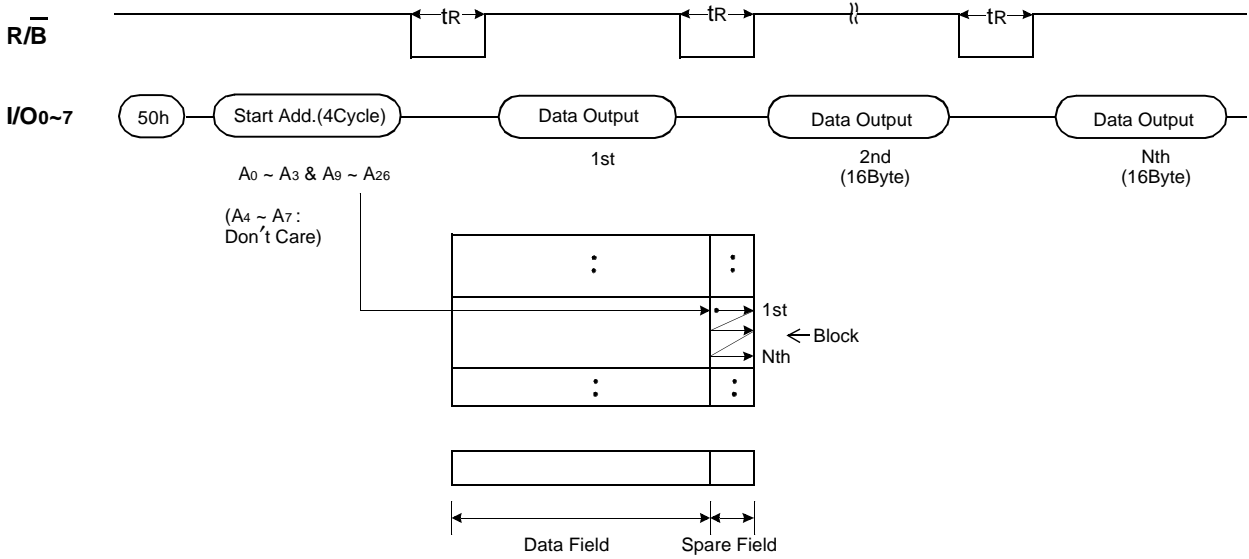 R/B tR tR tR
I/O0~7 50h Start Add.(4Cycle) Data Output Data Output Data Output
1st 2nd Nth
(16Byte) (16Byte)
A0 ~ A3 & A9 ~ A26
(A4 ~ A7 :
Don't Care)
1st
Block
Nth
Data Field Spare Field